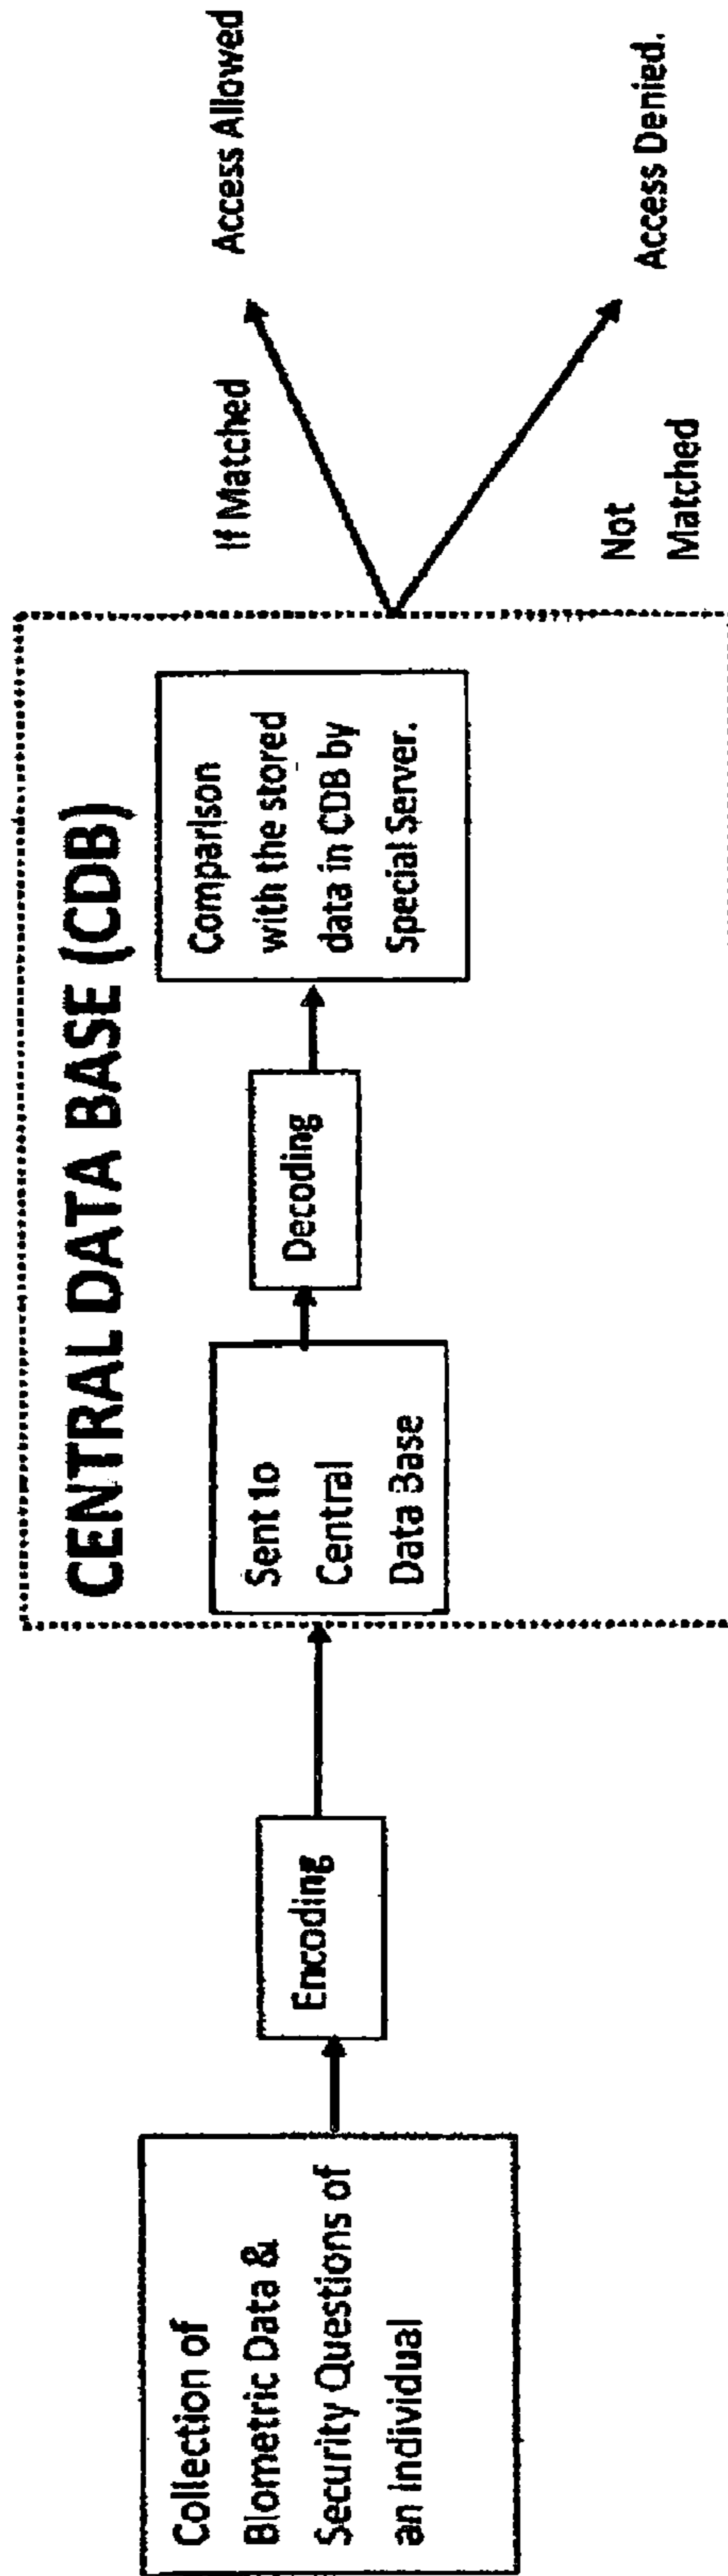 Collection of
Biometric Data &
Security Questions of
an individual
Encoding
CENTRAL DATA BASE (CDB)
Sent to
Central
Data Base
Decoding
Comparison
with the stored
data in CDB by
Special Server.
If Matched
Access Allowed
Not
Matched
Access Denied.